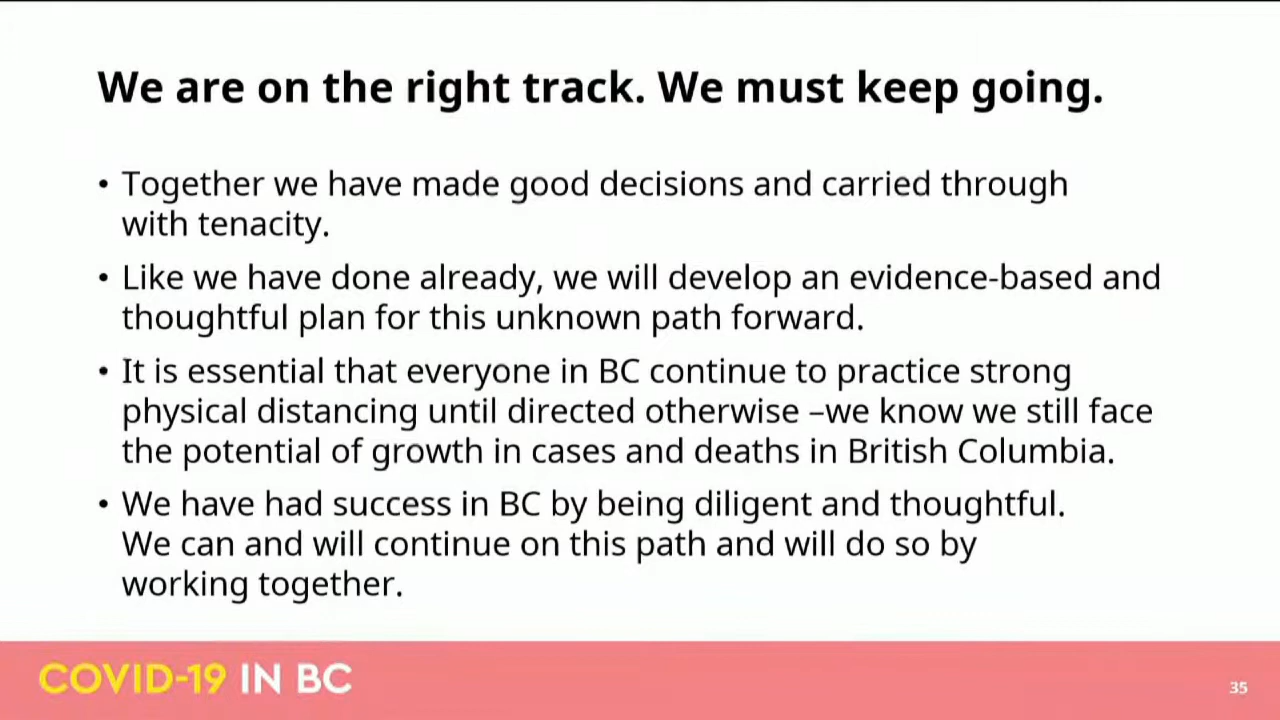 We are on the right track. We must keep going.
• Together we have made good decisions and carried through
with tenacity.
• Like we have done already, we will develop an evidence-based and
thoughtful plan for this unknown path forward.
• It is essential that everyone in BC continue to practice strong
physical distancing until directed otherwise –we know we still face
the potential of growth in cases and deaths in British Columbia.
• We have had success in BC by being diligent and thoughtful.
We can and will continue on this path and will do so by
working together.
COVID-19 IN BC
35